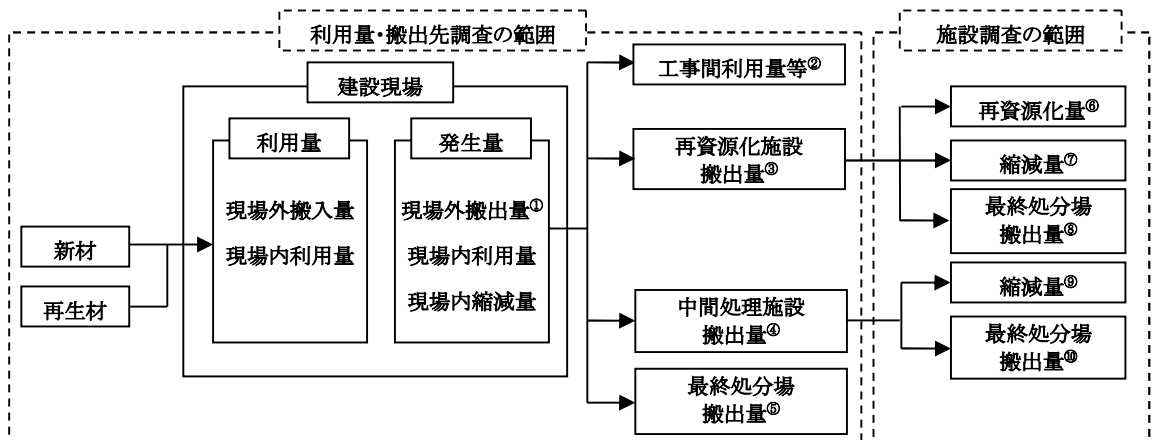 利用量・搬出先調査の範囲
施設調査の範囲
建設現場
利用量
現場外搬入量
現場内利用量
発生量
現場外搬出量①
現場内利用量
現場内縮減量
新材
再生材
工事間利用量等②
再資源化施設
搬出量③
中間処理施設
搬出量④
最終処分場
搬出量⑤
再資源化量⑥
縮減量⑦
最終処分場
搬出量⑧
縮減量⑨
最終処分場
搬出量⑩